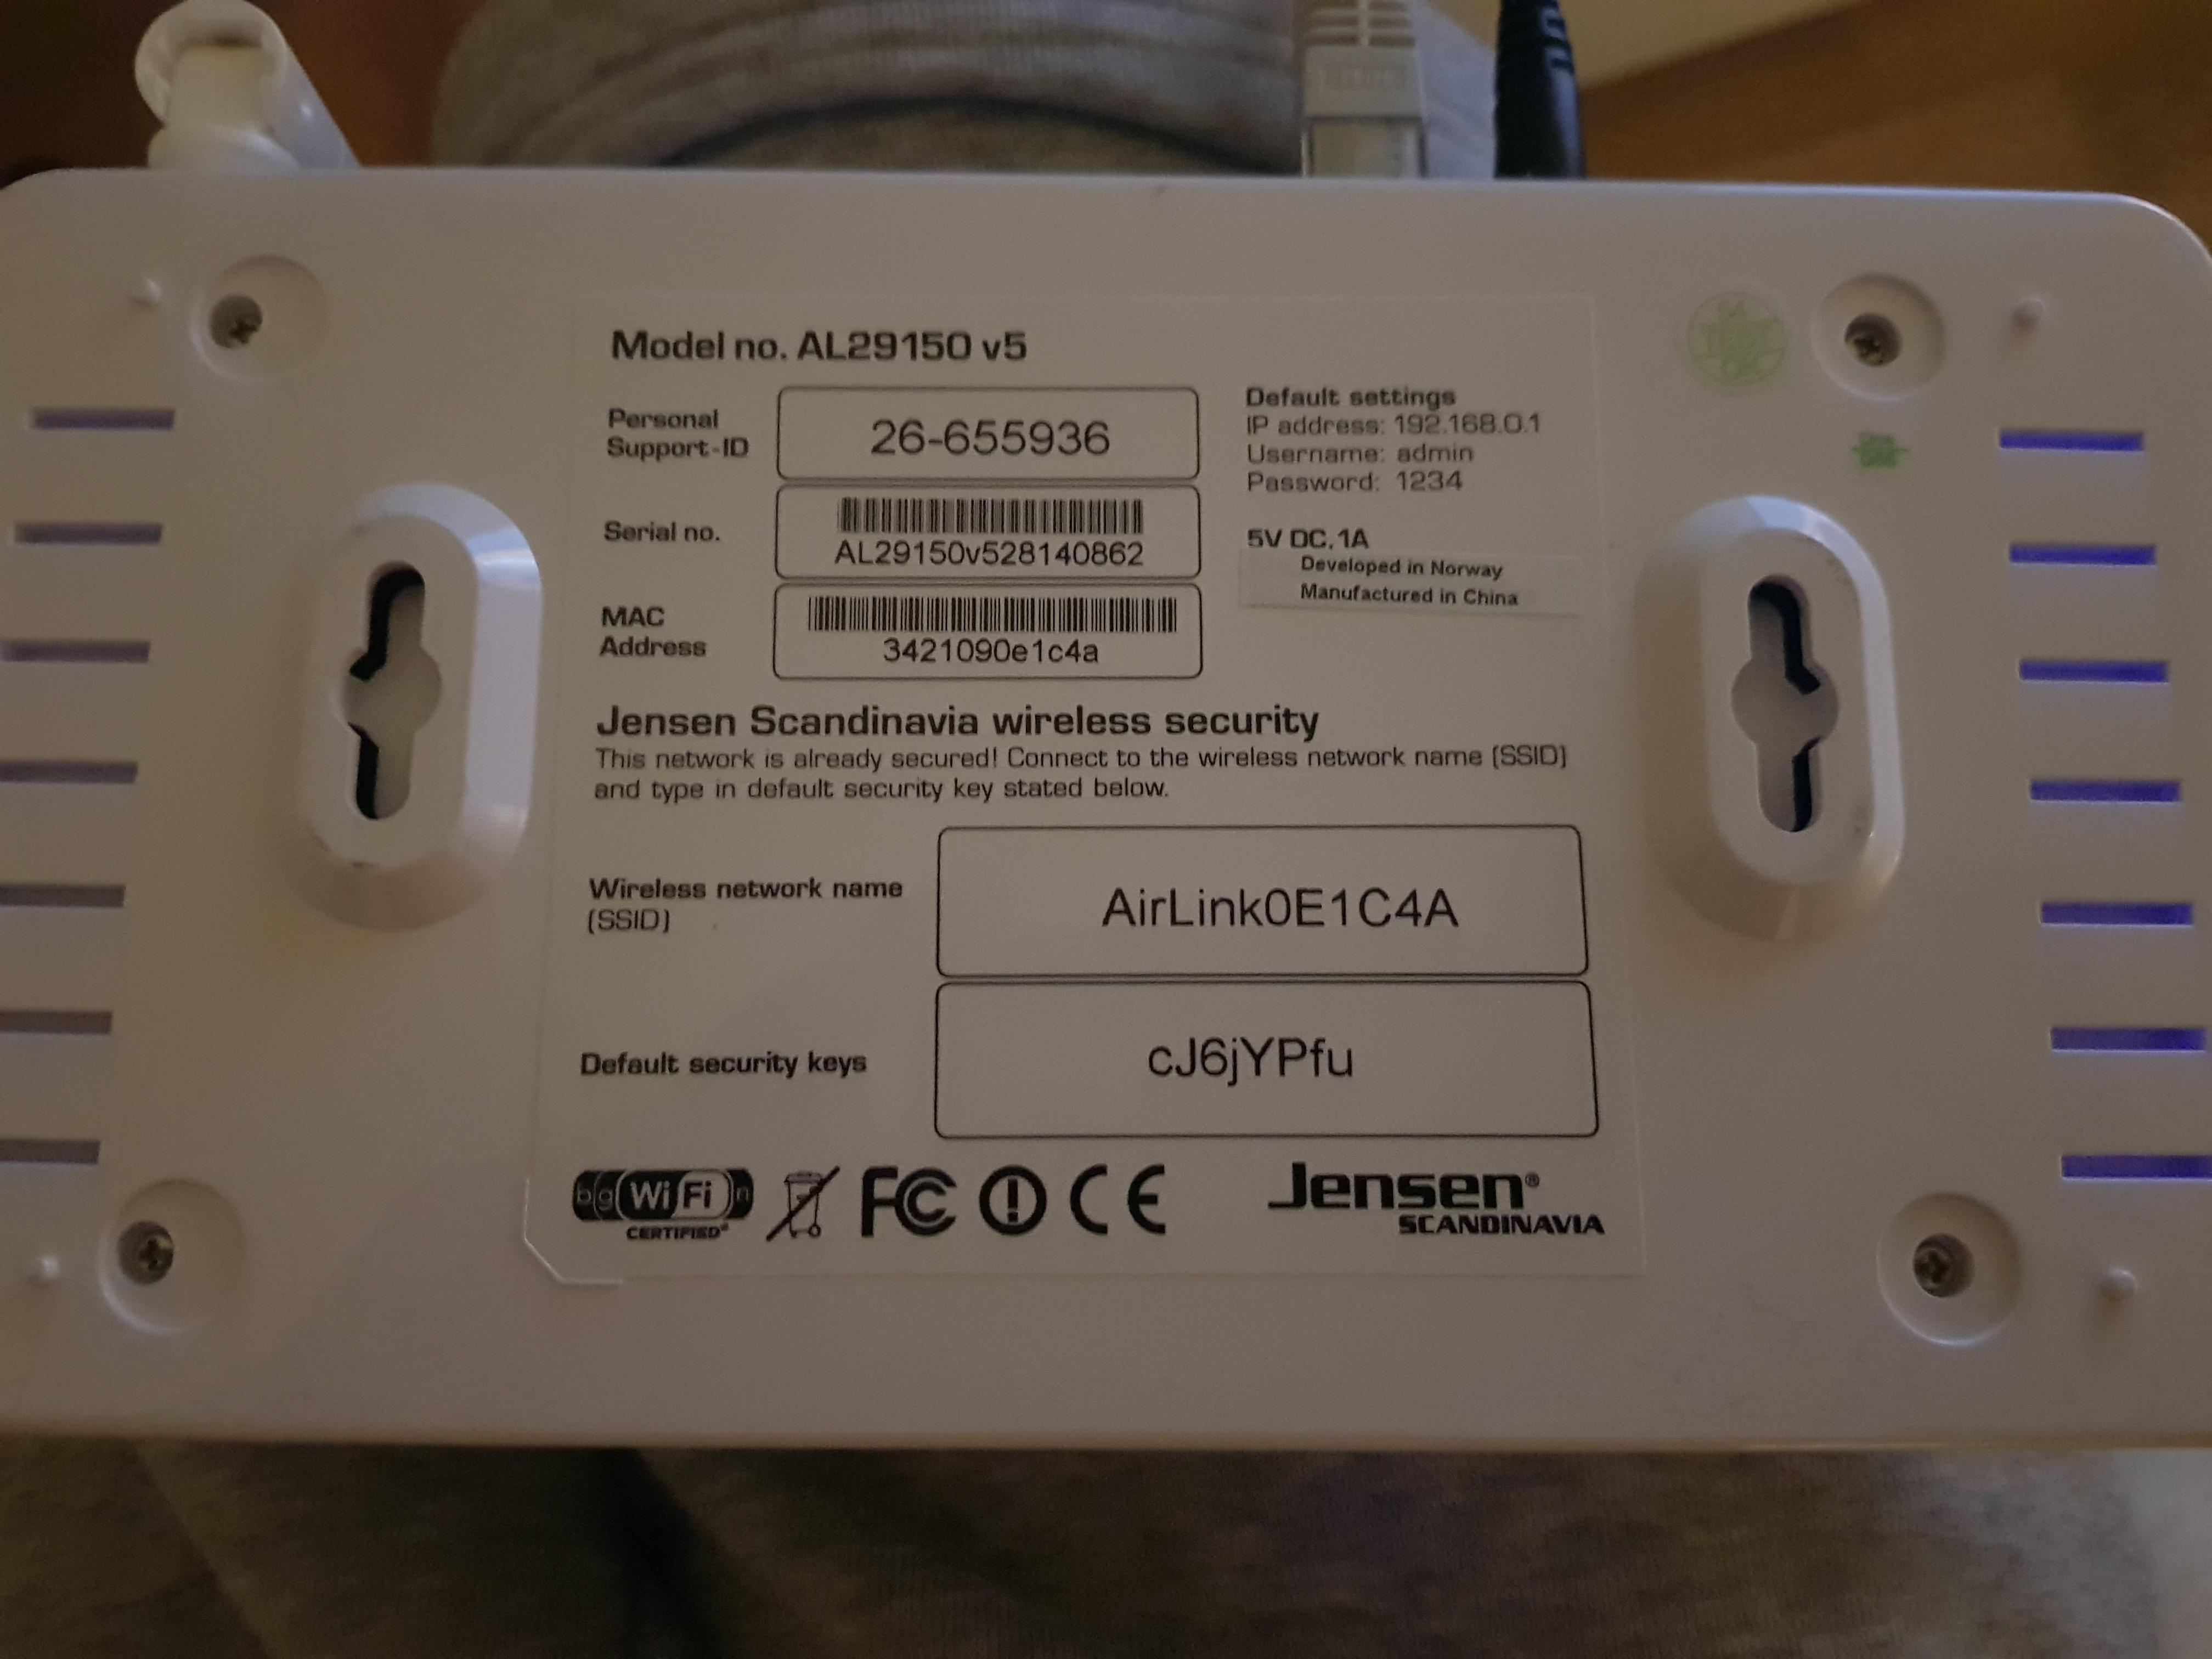 Model no. AL29150 v5
Personal
Support-ID
26-655936
Serial no.
AL29150v528140862
MAC
Address
3421090e1c4a
Default settings
IP address: 192.168.0.1
Username: admin
Password: 1234
5V DC, 1A
Developed in Norway
Manufactured in China
Jensen Scandinavia wireless security
This network is already secured! Connect to the wireless network name (SSID)
and type in default security key stated below.
Wireless network name
(SSID)
AirLink0E1C4A
Default security keys
cJ6jYPfu
b g WiFi n
CERTIFIED®
FC CE
Jensen®
SCANDINAVIA